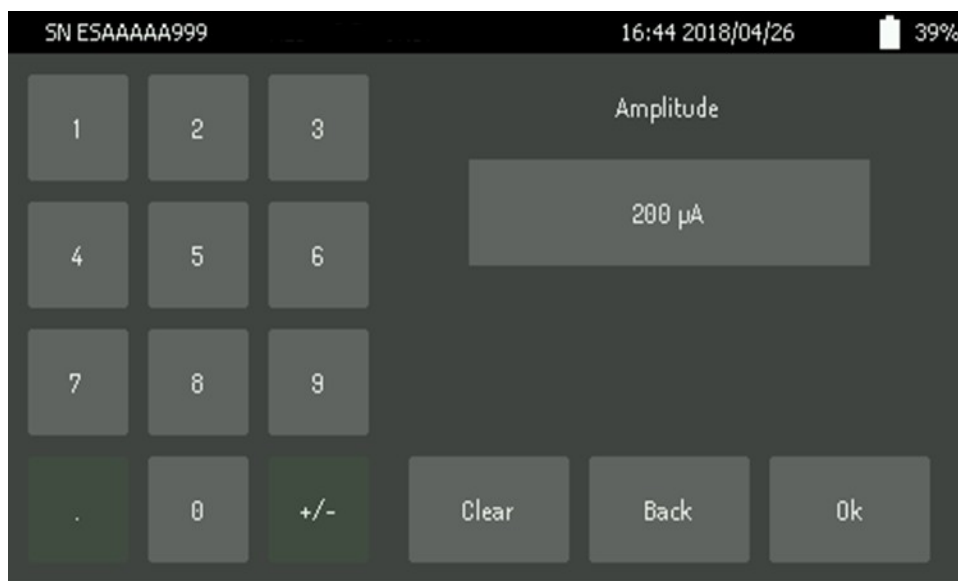 SN ESAAAAA999 16:44 2018/04/26 39%
Amplitude
1 2 3
200 µA
4 5 6
7 8 9
. 0 +/- Clear Back Ok